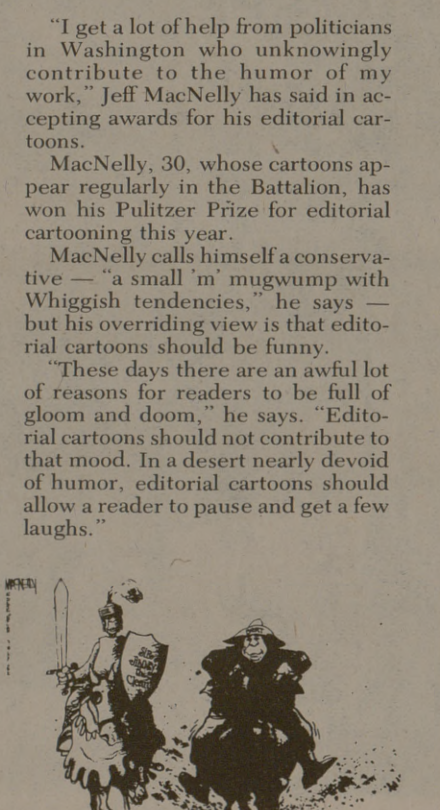 "I get a lot of help from politicians
in Washington who unknowingly
contribute to the humor of my
work," Jeff MacNelly has said in ac-
cepting awards for his editorial car-
toons.
MacNelly, 30, whose cartoons ap-
pear regularly in the Battalion, has
won his Pulitzer Prize for editorial
cartooning this year.
MacNelly calls himself a conserva-
tive — "a small 'm' mugwump with
Whiggish tendencies," he says —
but his overriding view is that edito-
rial cartoons should be funny.
"These days there are an awful lot
of reasons for readers to be full of
gloom and doom," he says. "Edito-
rial cartoons should not contribute to
that mood. In a desert nearly devoid
of humor, editorial cartoons should
allow a reader to pause and get a few
laughs."
MACNELLY